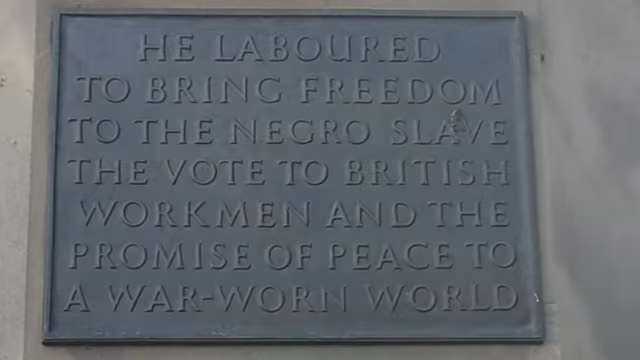 HE LABOURED
TO BRING FREEDOM
TO THE NEGRO SLAVE
THE VOTE TO BRITISH
WORKMEN AND THE
PROMISE OF PEACE TO
A WAR-WORN WORLD